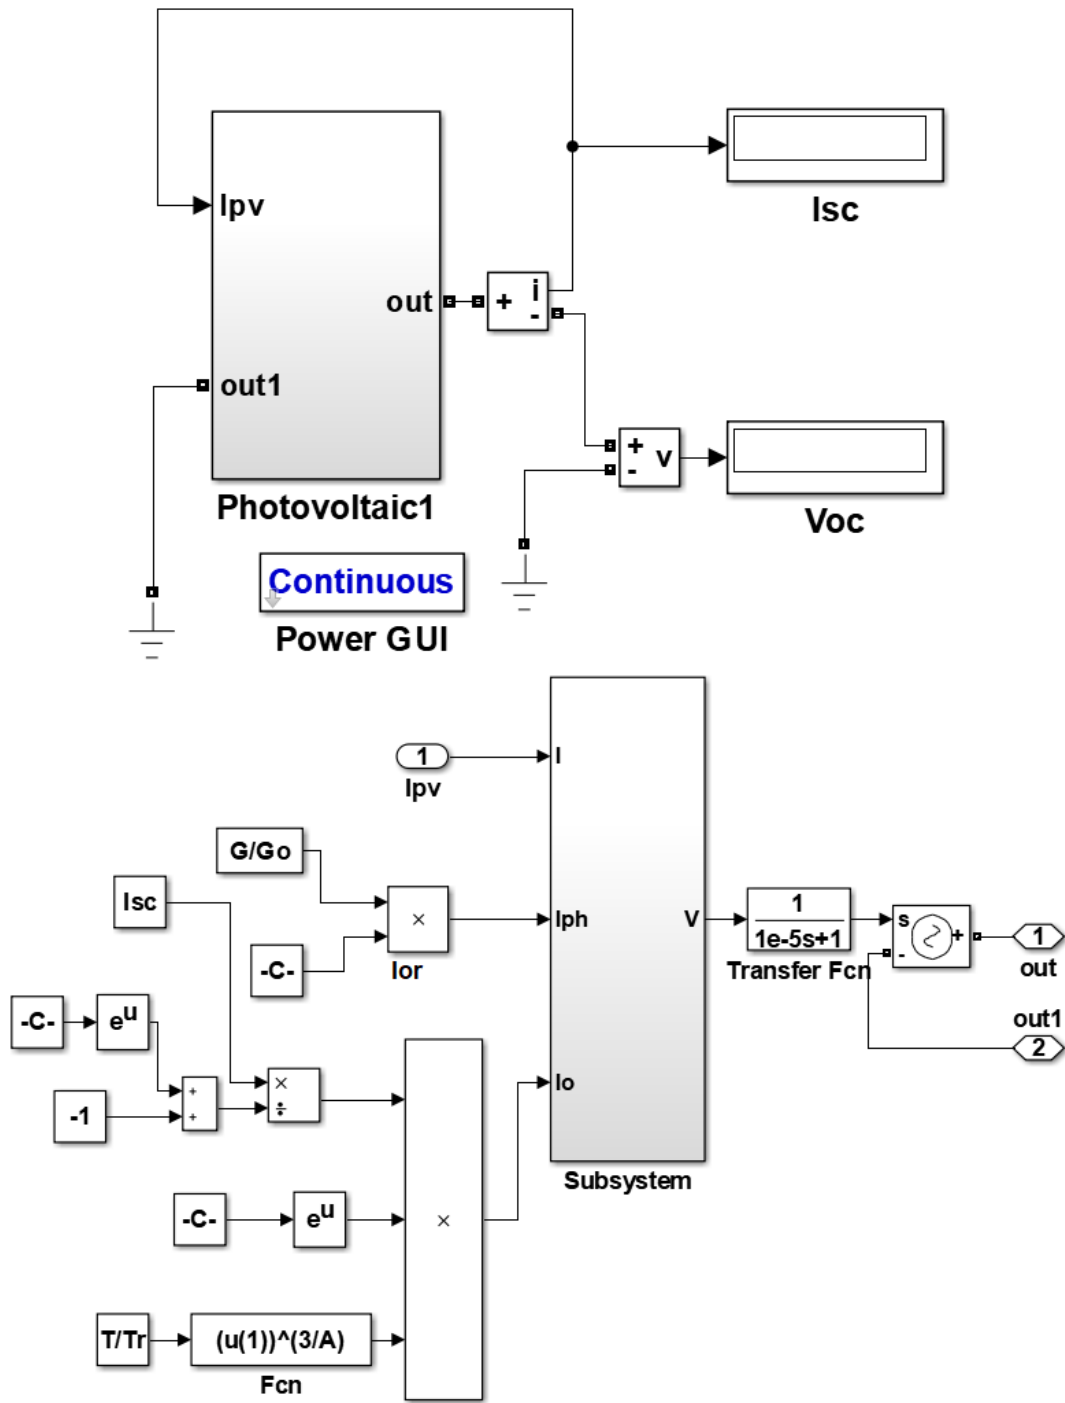 Ipv
out
out1
Photovoltaic1
+ i
-
Isc
+
- v
Voc
Continuous
Power GUI
1
Ipv
I
G/Go
Isc
×
Iph
V
1
1e-5s+1
s
- +
1
out
-C-
Ior
Transfer Fcn
out1
2
-C-
e^u
-1
+
+
×
÷
Io
Subsystem
-C-
e^u
×
T/Tr
(u(1))^(3/A)
Fcn